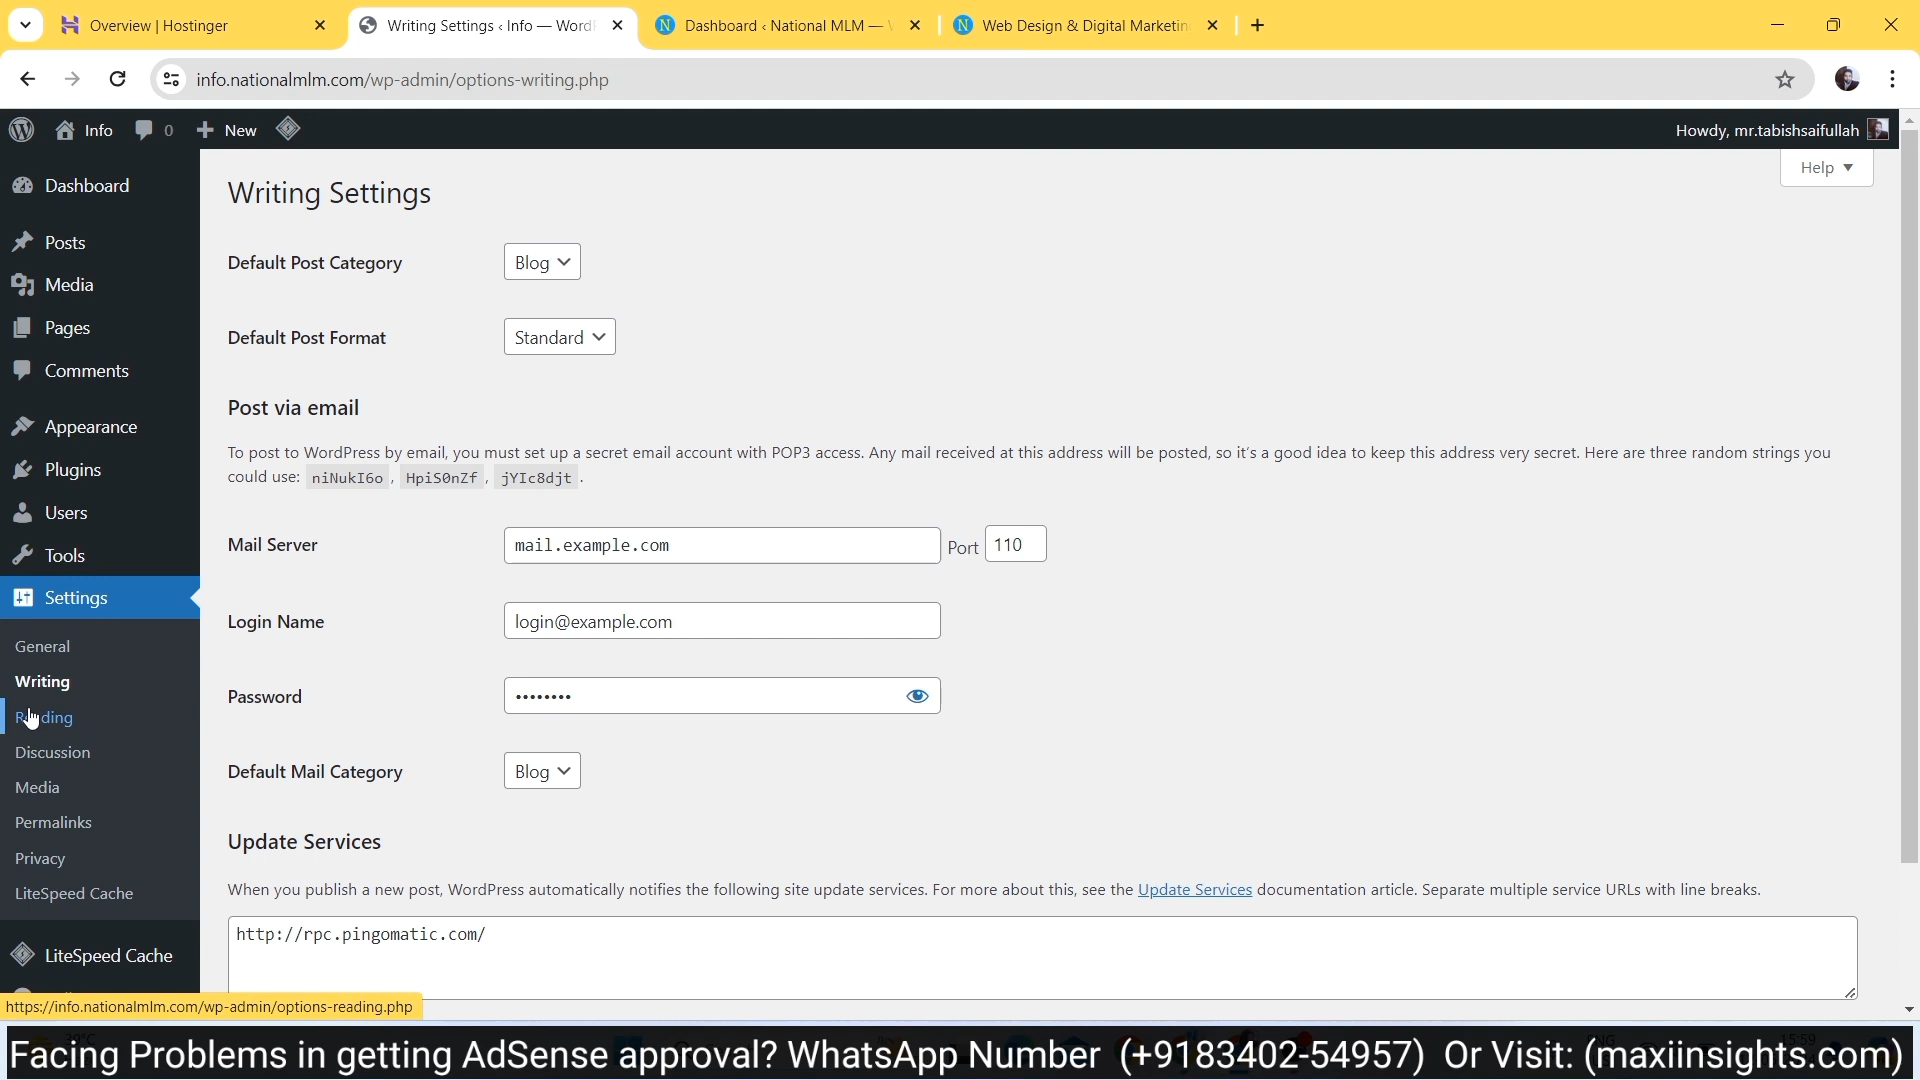 Overview | Hostinger
Writing Settings ‹ Info — Word
Dashboard ‹ National MLM —
Web Design & Digital Marketin
info.nationalmlm.com/wp-admin/options-writing.php
Info 0 New
Howdy, mr.tabishsaifullah
Help
Dashboard
Posts
Media
Pages
Comments
Appearance
Plugins
Users
Tools
Settings
General
Writing
Reading
Discussion
Media
Permalinks
Privacy
LiteSpeed Cache
LiteSpeed Cache
Writing Settings
Default Post Category Blog
Default Post Format Standard
Post via email
To post to WordPress by email, you must set up a secret email account with POP3 access. Any mail received at this address will be posted, so it's a good idea to keep this address very secret. Here are three random strings you
could use: niNukI6o , HpiS0nZf , jYIc8djt .
Mail Server mail.example.com Port 110
Login Name login@example.com
Password ••••••••
Default Mail Category Blog
Update Services
When you publish a new post, WordPress automatically notifies the following site update services. For more about this, see the Update Services documentation article. Separate multiple service URLs with line breaks.
http://rpc.pingomatic.com/
https://info.nationalmlm.com/wp-admin/options-reading.php
Facing Problems in getting AdSense approval? WhatsApp Number (+91 83402-54957) Or Visit: (maxiinsights.com)